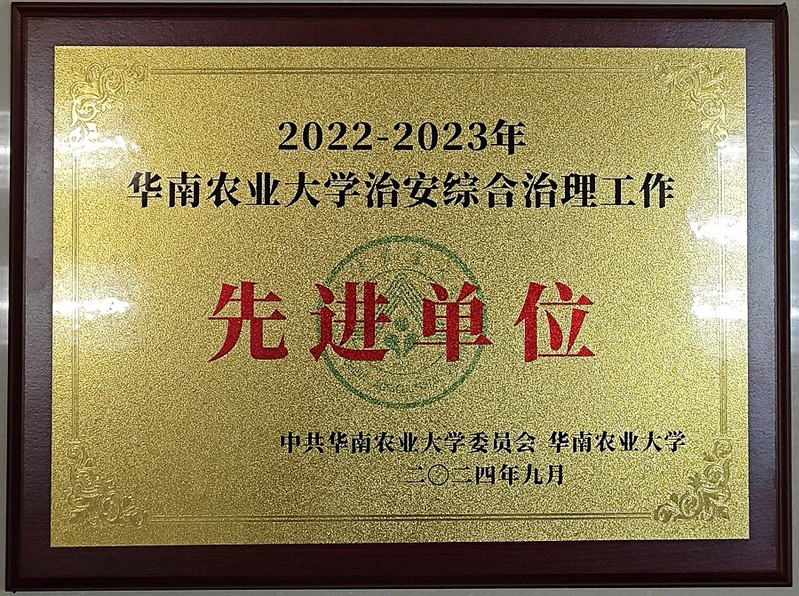 2022-2023年
华南农业大学治安综合治理工作
先进单位
中共华南农业大学委员会 华南农业大学
二〇二四年九月